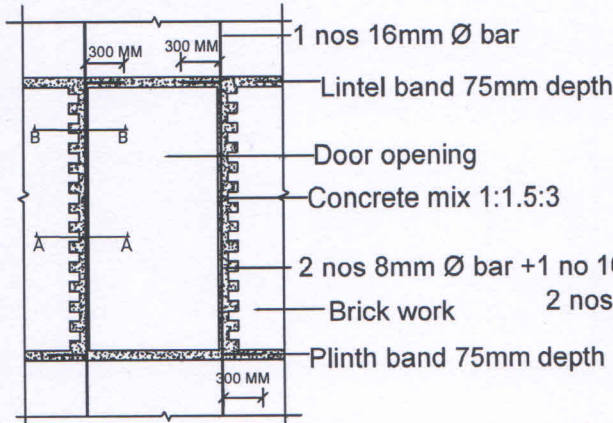 300 MM
300 MM
1 nos 16mm Ø bar
Lintel band 75mm depth
B
B
Door opening
Concrete mix 1:1.5:3
A
A
2 nos 8mm Ø bar +1 no
2 nos
Brick work
Plinth band 75mm depth
300 MM